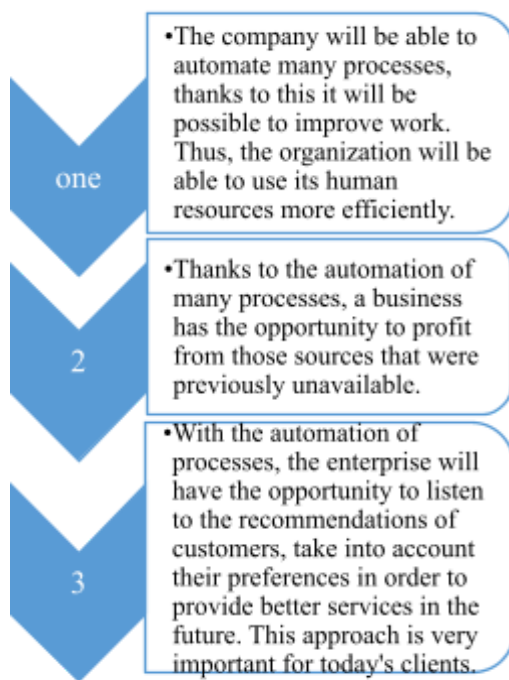 one
•The company will be able to
automate many processes,
thanks to this it will be
possible to improve work.
Thus, the organization will be
able to use its human
resources more efficiently.
2
•Thanks to the automation of
many processes, a business
has the opportunity to profit
from those sources that were
previously unavailable.
3
•With the automation of
processes, the enterprise will
have the opportunity to listen
to the recommendations of
customers, take into account
their preferences in order to
provide better services in the
future. This approach is very
important for today's clients.